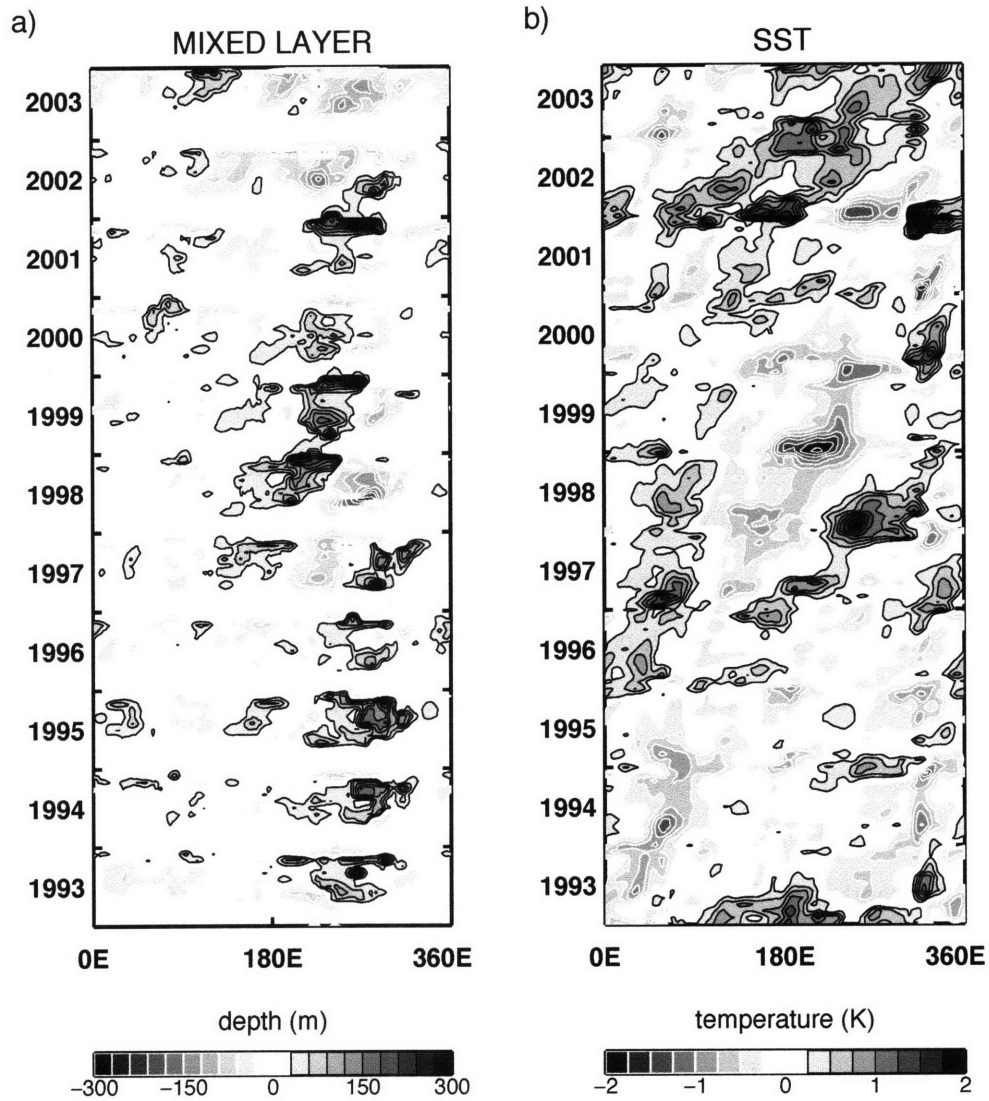 a)
MIXED LAYER
2003
2002
2001
2000
1999
1998
1997
1996
1995
1994
1993
0E 180E 360E
depth (m)
−300 −150 0 150 300
b)
SST
2003
2002
2001
2000
1999
1998
1997
1996
1995
1994
1993
0E 180E 360E
temperature (K)
−2 −1 0 1 2